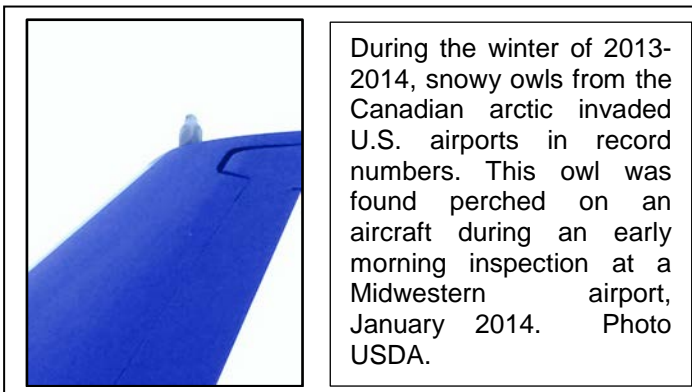 During the winter of 2013-
2014, snowy owls from the
Canadian arctic invaded
U.S. airports in record
numbers. This owl was
found perched on an
aircraft during an early
morning inspection at a
Midwestern airport,
January 2014. Photo
USDA.